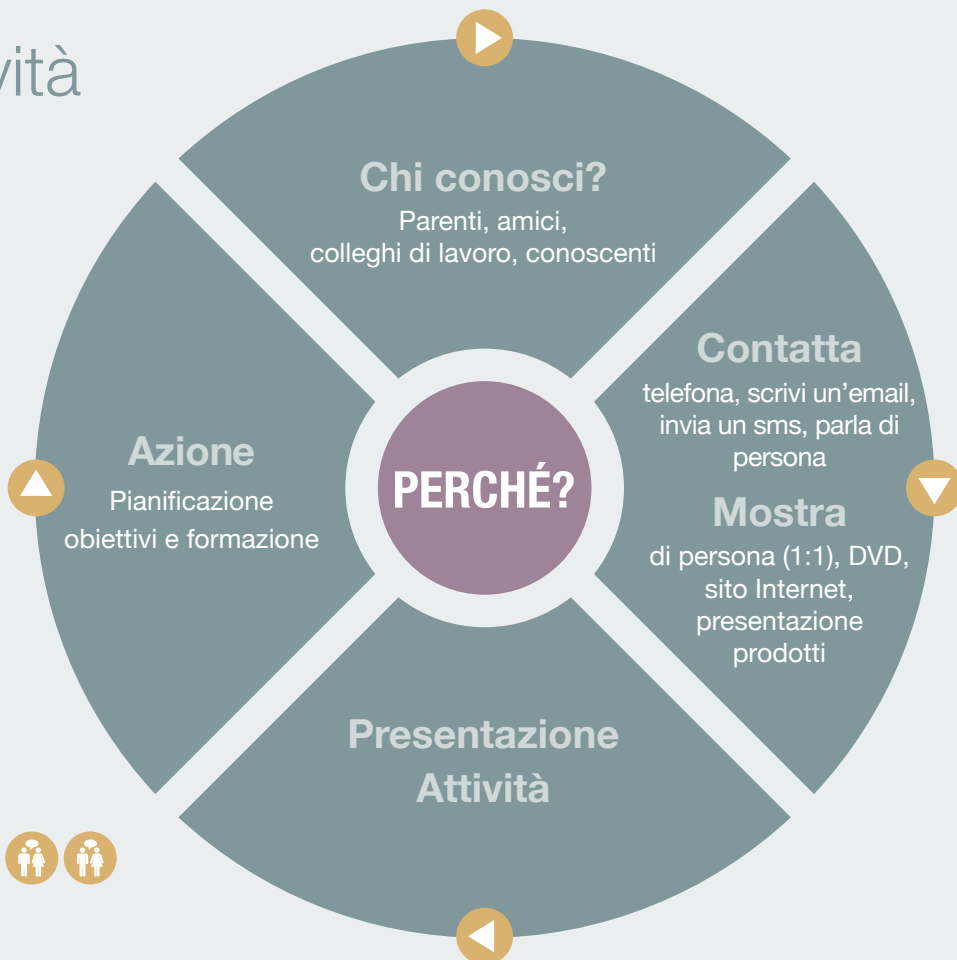 vità
Chi conosci?
Parenti, amici,
colleghi di lavoro, conoscenti
Contatta
telefona, scrivi un’email,
invia un sms, parla di
persona
Mostra
di persona (1:1), DVD,
sito Internet,
presentazione
prodotti
Presentazione
Attività
Azione
Pianificazione
obiettivi e formazione
PERCHÉ?